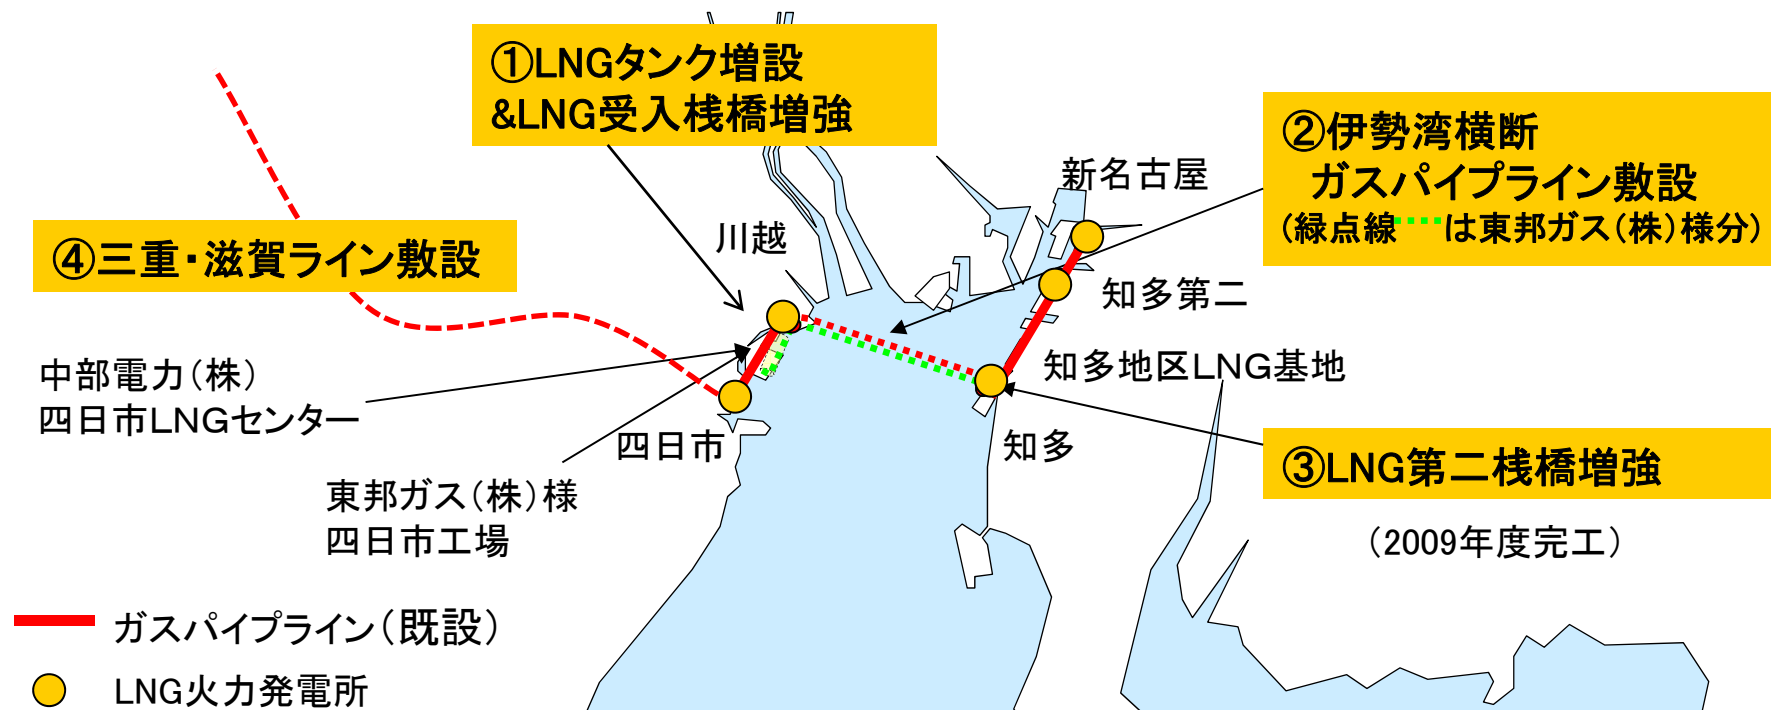 ①LNGタンク増設
&LNG受入桟橋増強
②伊勢湾横断
ガスパイプライン敷設
(緑点線　は東邦ガス(株)様分)
新名古屋
川越
④三重・滋賀ライン敷設
知多第二
中部電力(株)
四日市LNGセンター
知多地区LNG基地
四日市
知多
③LNG第二桟橋増強
東邦ガス(株)様
四日市工場
(2009年度完工)
ガスパイプライン(既設)
LNG火力発電所